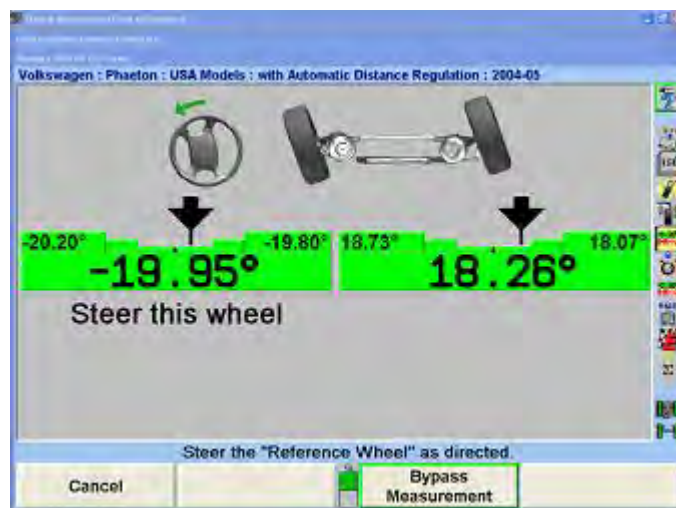 Volkswagen : Phaeton : USA Models : with Automatic Distance Regulation : 2004-05
-20.20° -19.80° 18.73° 18.07°
-19.95° 18.26°
Steer this wheel
Steer the "Reference Wheel" as directed.
Cancel
Bypass
Measurement